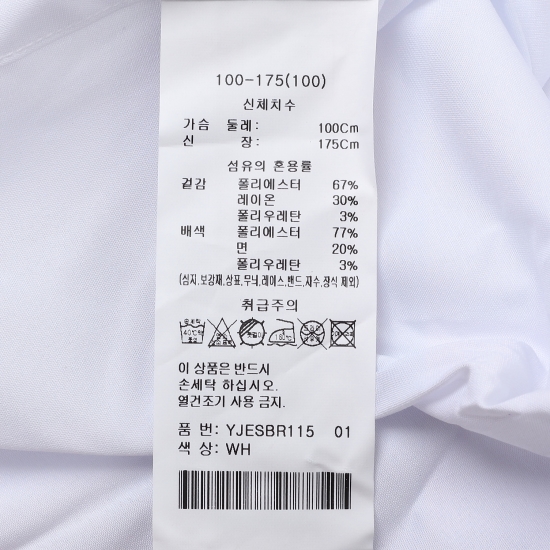 100-175(100)
신체치수
가슴 둘레: 100Cm
신 장: 175Cm
섬유의 혼용률
겉감 폴리에스터 67%
레이온 30%
폴리우레탄 3%
배색 폴리에스터 77%
면 20%
폴리우레탄 3%
(심지,보강재,상표,무늬,레이스,밴드,자수,장식 제외)
취급주의
이 상품은 반드시
손세탁 하십시오.
열건조기 사용 금지.
품 번: YJESBR115 01
색 상: WH